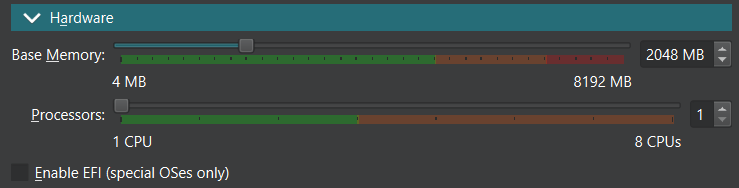 Hardware
Base Memory: 2048 MB
4 MB 8192 MB
Processors: 1
1 CPU 8 CPUs
Enable EFI (special OSes only)